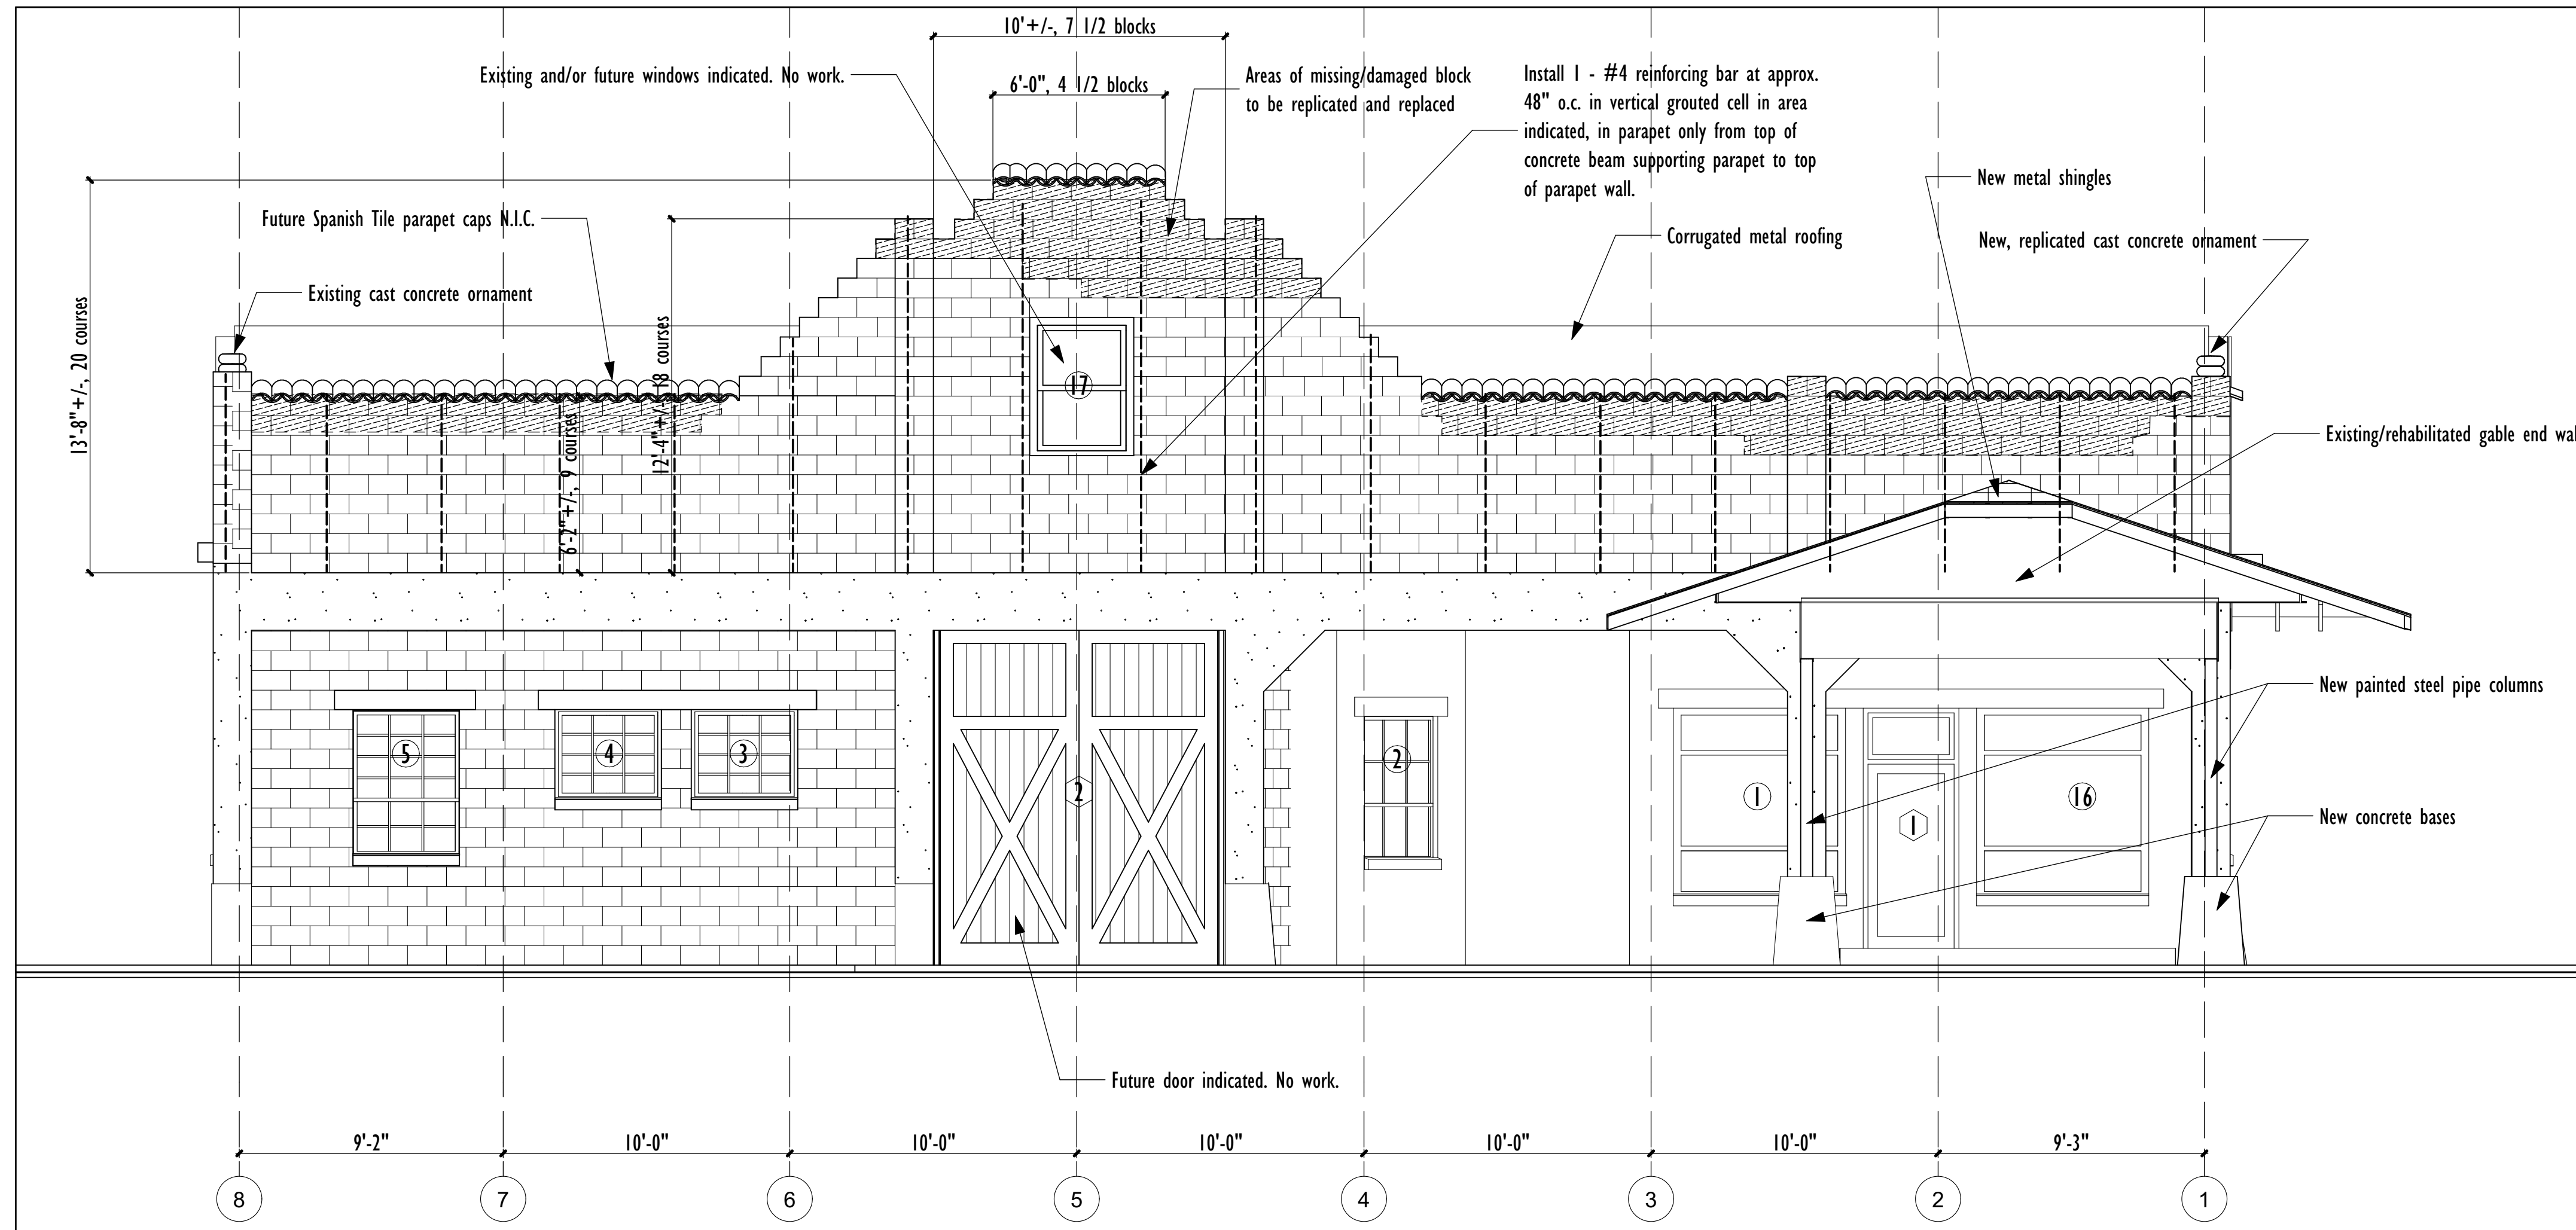 10'+/-, 7 1/2 blocks
6'-0", 4 1/2 blocks
Existing and/or future windows indicated. No work.
Areas of missing/damaged block
to be replicated and replaced
Install 1 - #4 reinforcing bar at approx.
48" o.c. in vertical grouted cell in area
indicated, in parapet only from top of
concrete beam supporting parapet to top
of parapet wall.
New metal shingles
Future Spanish Tile parapet caps N.I.C.
Corrugated metal roofing
New, replicated cast concrete ornament
Existing cast concrete ornament
13'-8"+/-, 20 courses
12'-4"+/- 18 courses
6'-2"+/-, 9 courses
17
Existing/rehabilitated gable end
New painted steel pipe columns
5
4
3
2
2
1
1
16
New concrete bases
Future door indicated. No work.
9'-2"
10'-0"
10'-0"
10'-0"
10'-0"
10'-0"
9'-3"
8
7
6
5
4
3
2
1